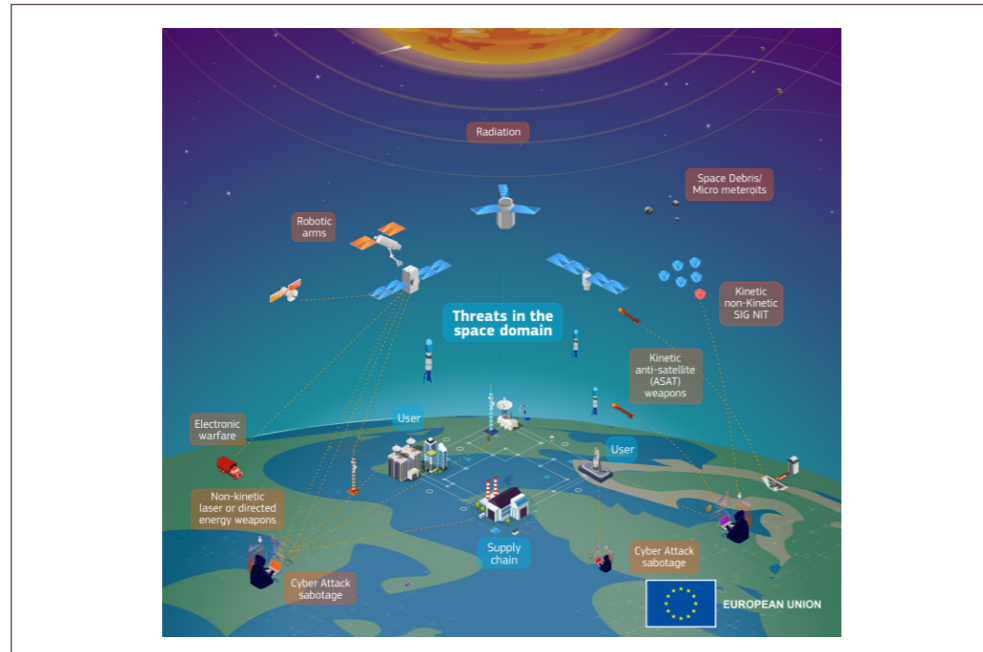 Radiation
Space Debris/
Micro meteroits
Robotic
arms
Kinetic
non-Kinetic
SIG NIT
Threats in the
space domain
Kinetic
anti-satellite
(ASAT)
weapons
User
Electronic
warfare
User
Non-kinetic
laser or directed
energy weapons
Supply
chain
Cyber Attack
sabotage
Cyber Attack
sabotage
EUROPEAN UNION